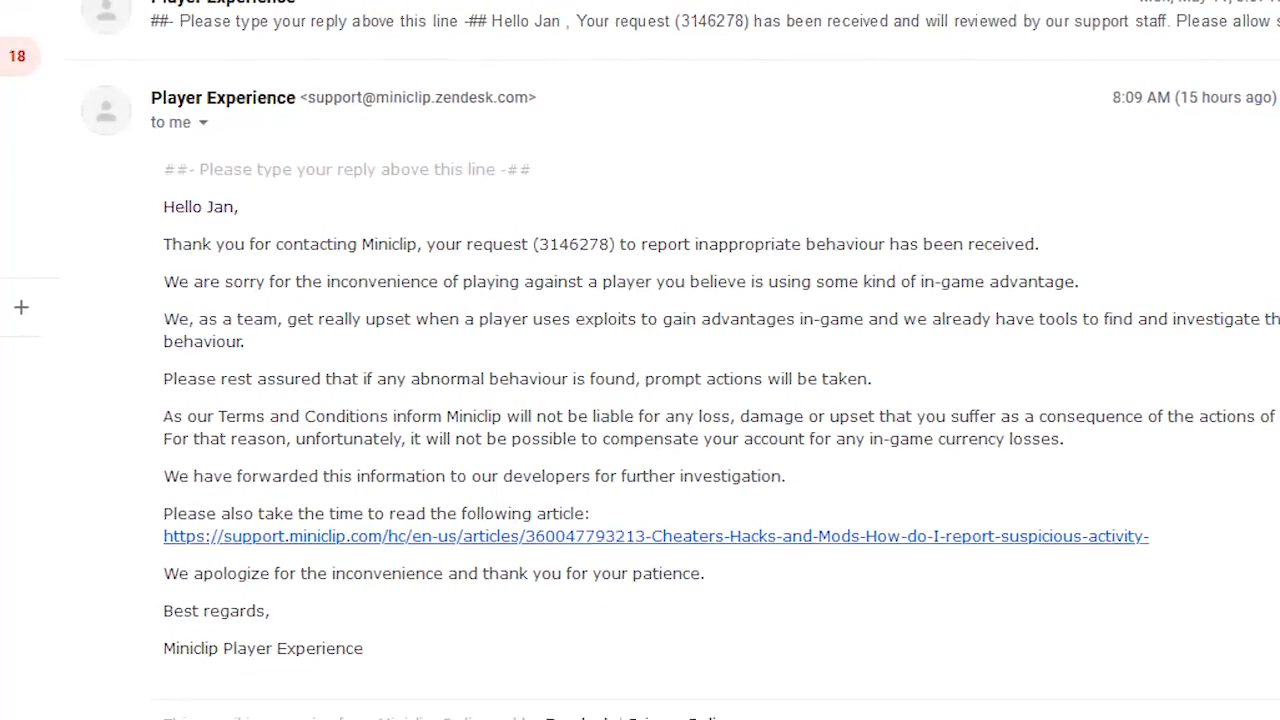 Player Experience
##- Please type your reply above this line -## Hello Jan , Your request (3146278) has been received and will reviewed by our support staff. Please allow
18
Player Experience <support@miniclip.zendesk.com>
8:09 AM (15 hours ago)
to me
##- Please type your reply above this line -##
Hello Jan,
Thank you for contacting Miniclip, your request (3146278) to report inappropriate behaviour has been received.
We are sorry for the inconvenience of playing against a player you believe is using some kind of in-game advantage.
We, as a team, get really upset when a player uses exploits to gain advantages in-game and we already have tools to find and investigate
behaviour.
Please rest assured that if any abnormal behaviour is found, prompt actions will be taken.
As our Terms and Conditions inform Miniclip will not be liable for any loss, damage or upset that you suffer as a consequence of the actions of
For that reason, unfortunately, it will not be possible to compensate your account for any in-game currency losses.
We have forwarded this information to our developers for further investigation.
Please also take the time to read the following article:
https://support.miniclip.com/hc/en-us/articles/360047793213-Cheaters-Hacks-and-Mods-How-do-I-report-suspicious-activity-
We apologize for the inconvenience and thank you for your patience.
Best regards,
Miniclip Player Experience